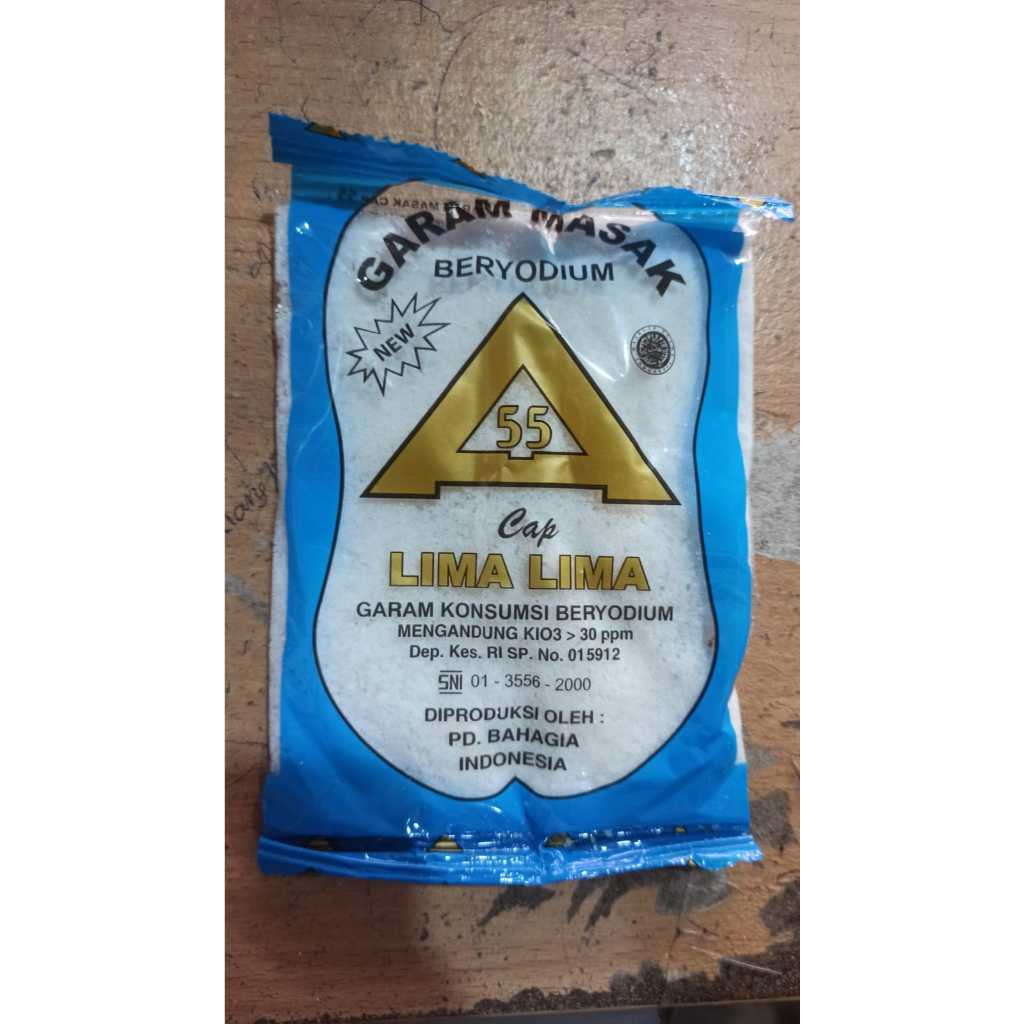 GARAM MASAK
BERYODIUM
NEW
55
Cap
LIMA LIMA
GARAM KONSUMSI BERYODIUM
MENGANDUNG KIO3 > 30 ppm
Dep. Kes. RI SP. No. 015912
SNI 01 - 3556 - 2000
DIPRODUKSI OLEH :
PD. BAHAGIA
INDONESIA